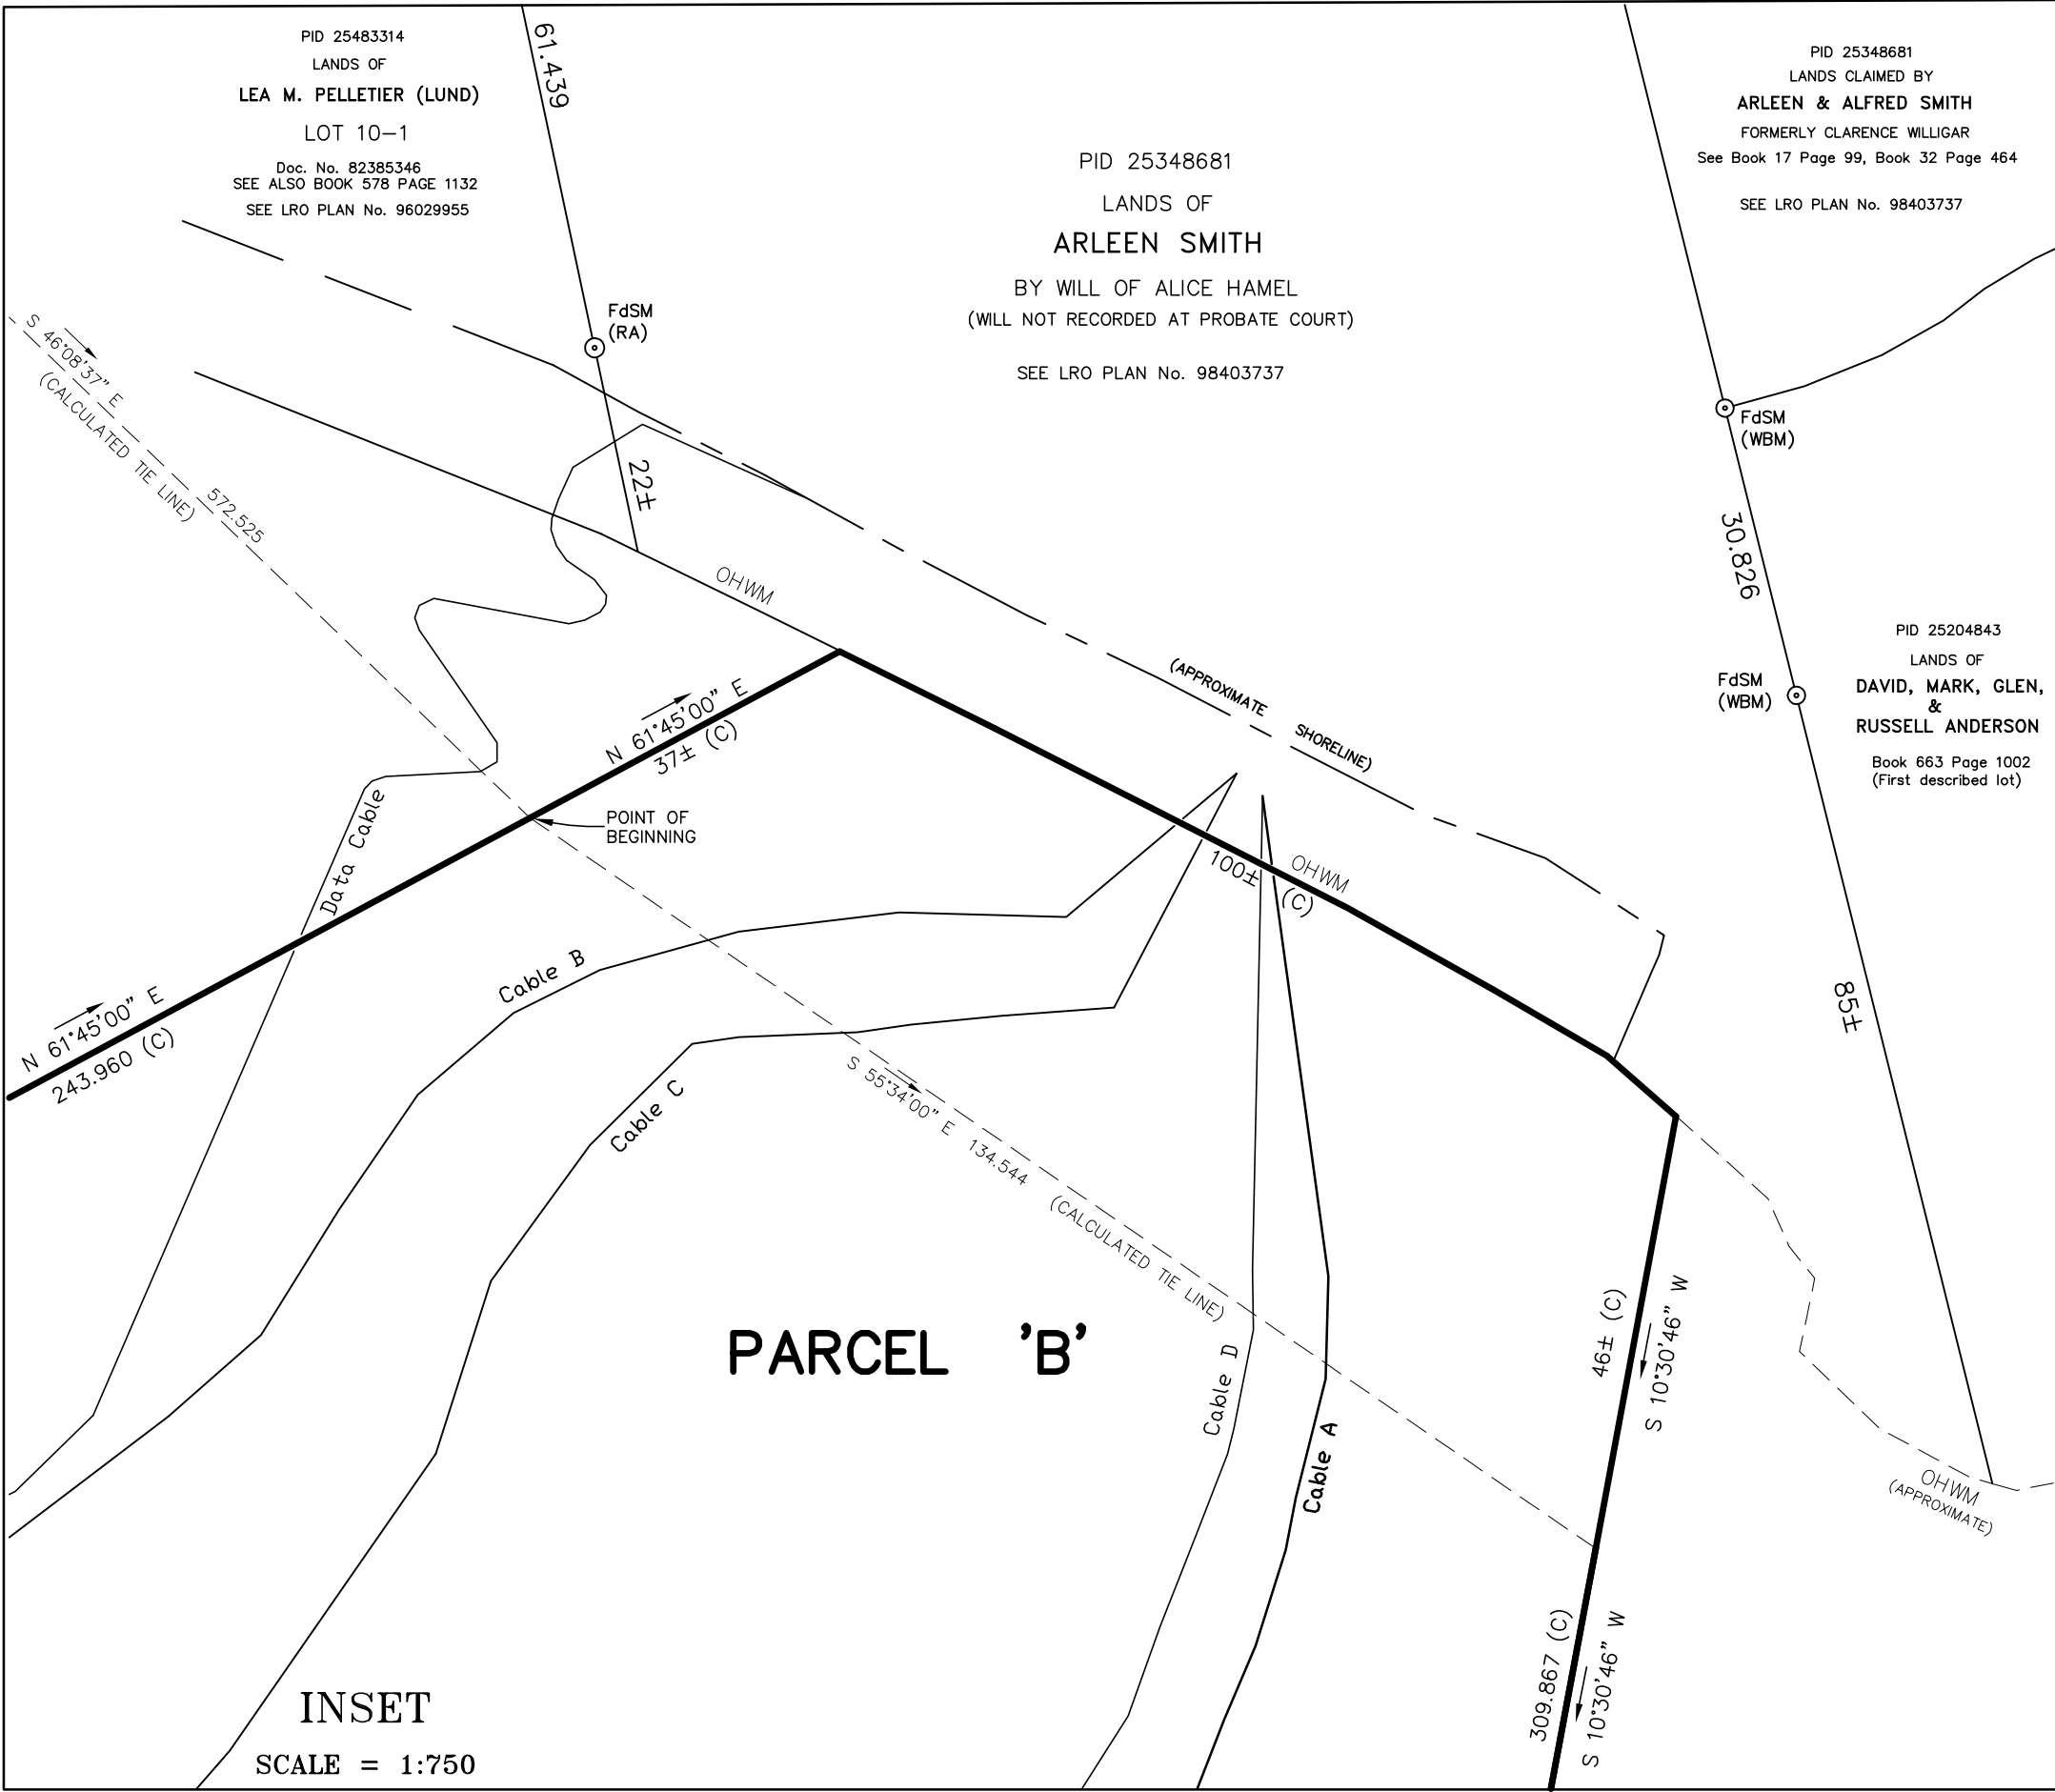 PID 25483314
LANDS OF
LEA M. PELLETIER (LUND)
LOT 10-1
Doc. No. 82385346
SEE ALSO BOOK 578 PAGE 1132
SEE LRO PLAN No. 96029955
61.439
FdSM
(RA)
22±
PID 25348681
LANDS OF
ARLEEN SMITH
BY WILL OF ALICE HAMEL
(WILL NOT RECORDED AT PROBATE COURT)
SEE LRO PLAN No. 98403737
PID 25348681
LANDS CLAIMED BY
ARLEEN & ALFRED SMITH
FORMERLY CLARENCE WILLIGAR
See Book 17 Page 99, Book 32 Page 464
SEE LRO PLAN No. 98403737
FdSM
(WBM)
30.826
FdSM
(WBM)
PID 25204843
LANDS OF
DAVID, MARK, GLEN,
&
RUSSELL ANDERSON
Book 663 Page 1002
(First described lot)
85±
S 46°08'37" E
572.525
(CALCULATED TIE LINE)
OHWM
(APPROXIMATE SHORELINE)
N 61°45'00" E
37± (C)
POINT OF
BEGINNING
Data Cable
100± (C)
OHWM
Cable B
N 61°45'00" E
243.960 (C)
Cable C
S 55°34'00" E 134.544 (CALCULATED TIE LINE)
PARCEL 'B'
Cable D
Cable A
46± (C)
S 10°30'46" W
OHWM
(APPROXIMATE)
309.867 (C)
S 10°30'46" W
INSET
SCALE = 1:750